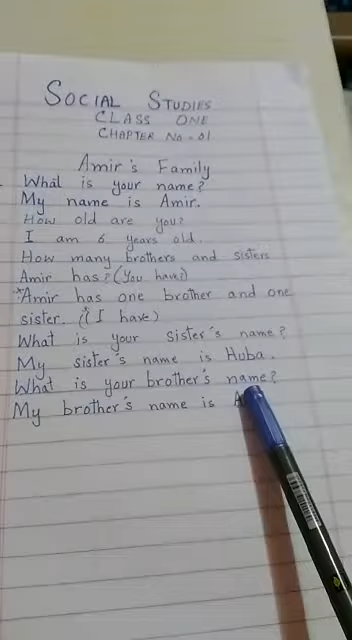 SOCIAL STUDIES
CLASS ONE
CHAPTER No-01
Amir's Family
What is your name?
My name is Amir.
How old are you?
I am 6 years old.
How many brothers and sisters
Amir has? (You have?)
*Amir has one brother and one
sister. (*I have)
What is your sister's name?
My sister's name is Huba.
What is your brother's name?
My brother's name is